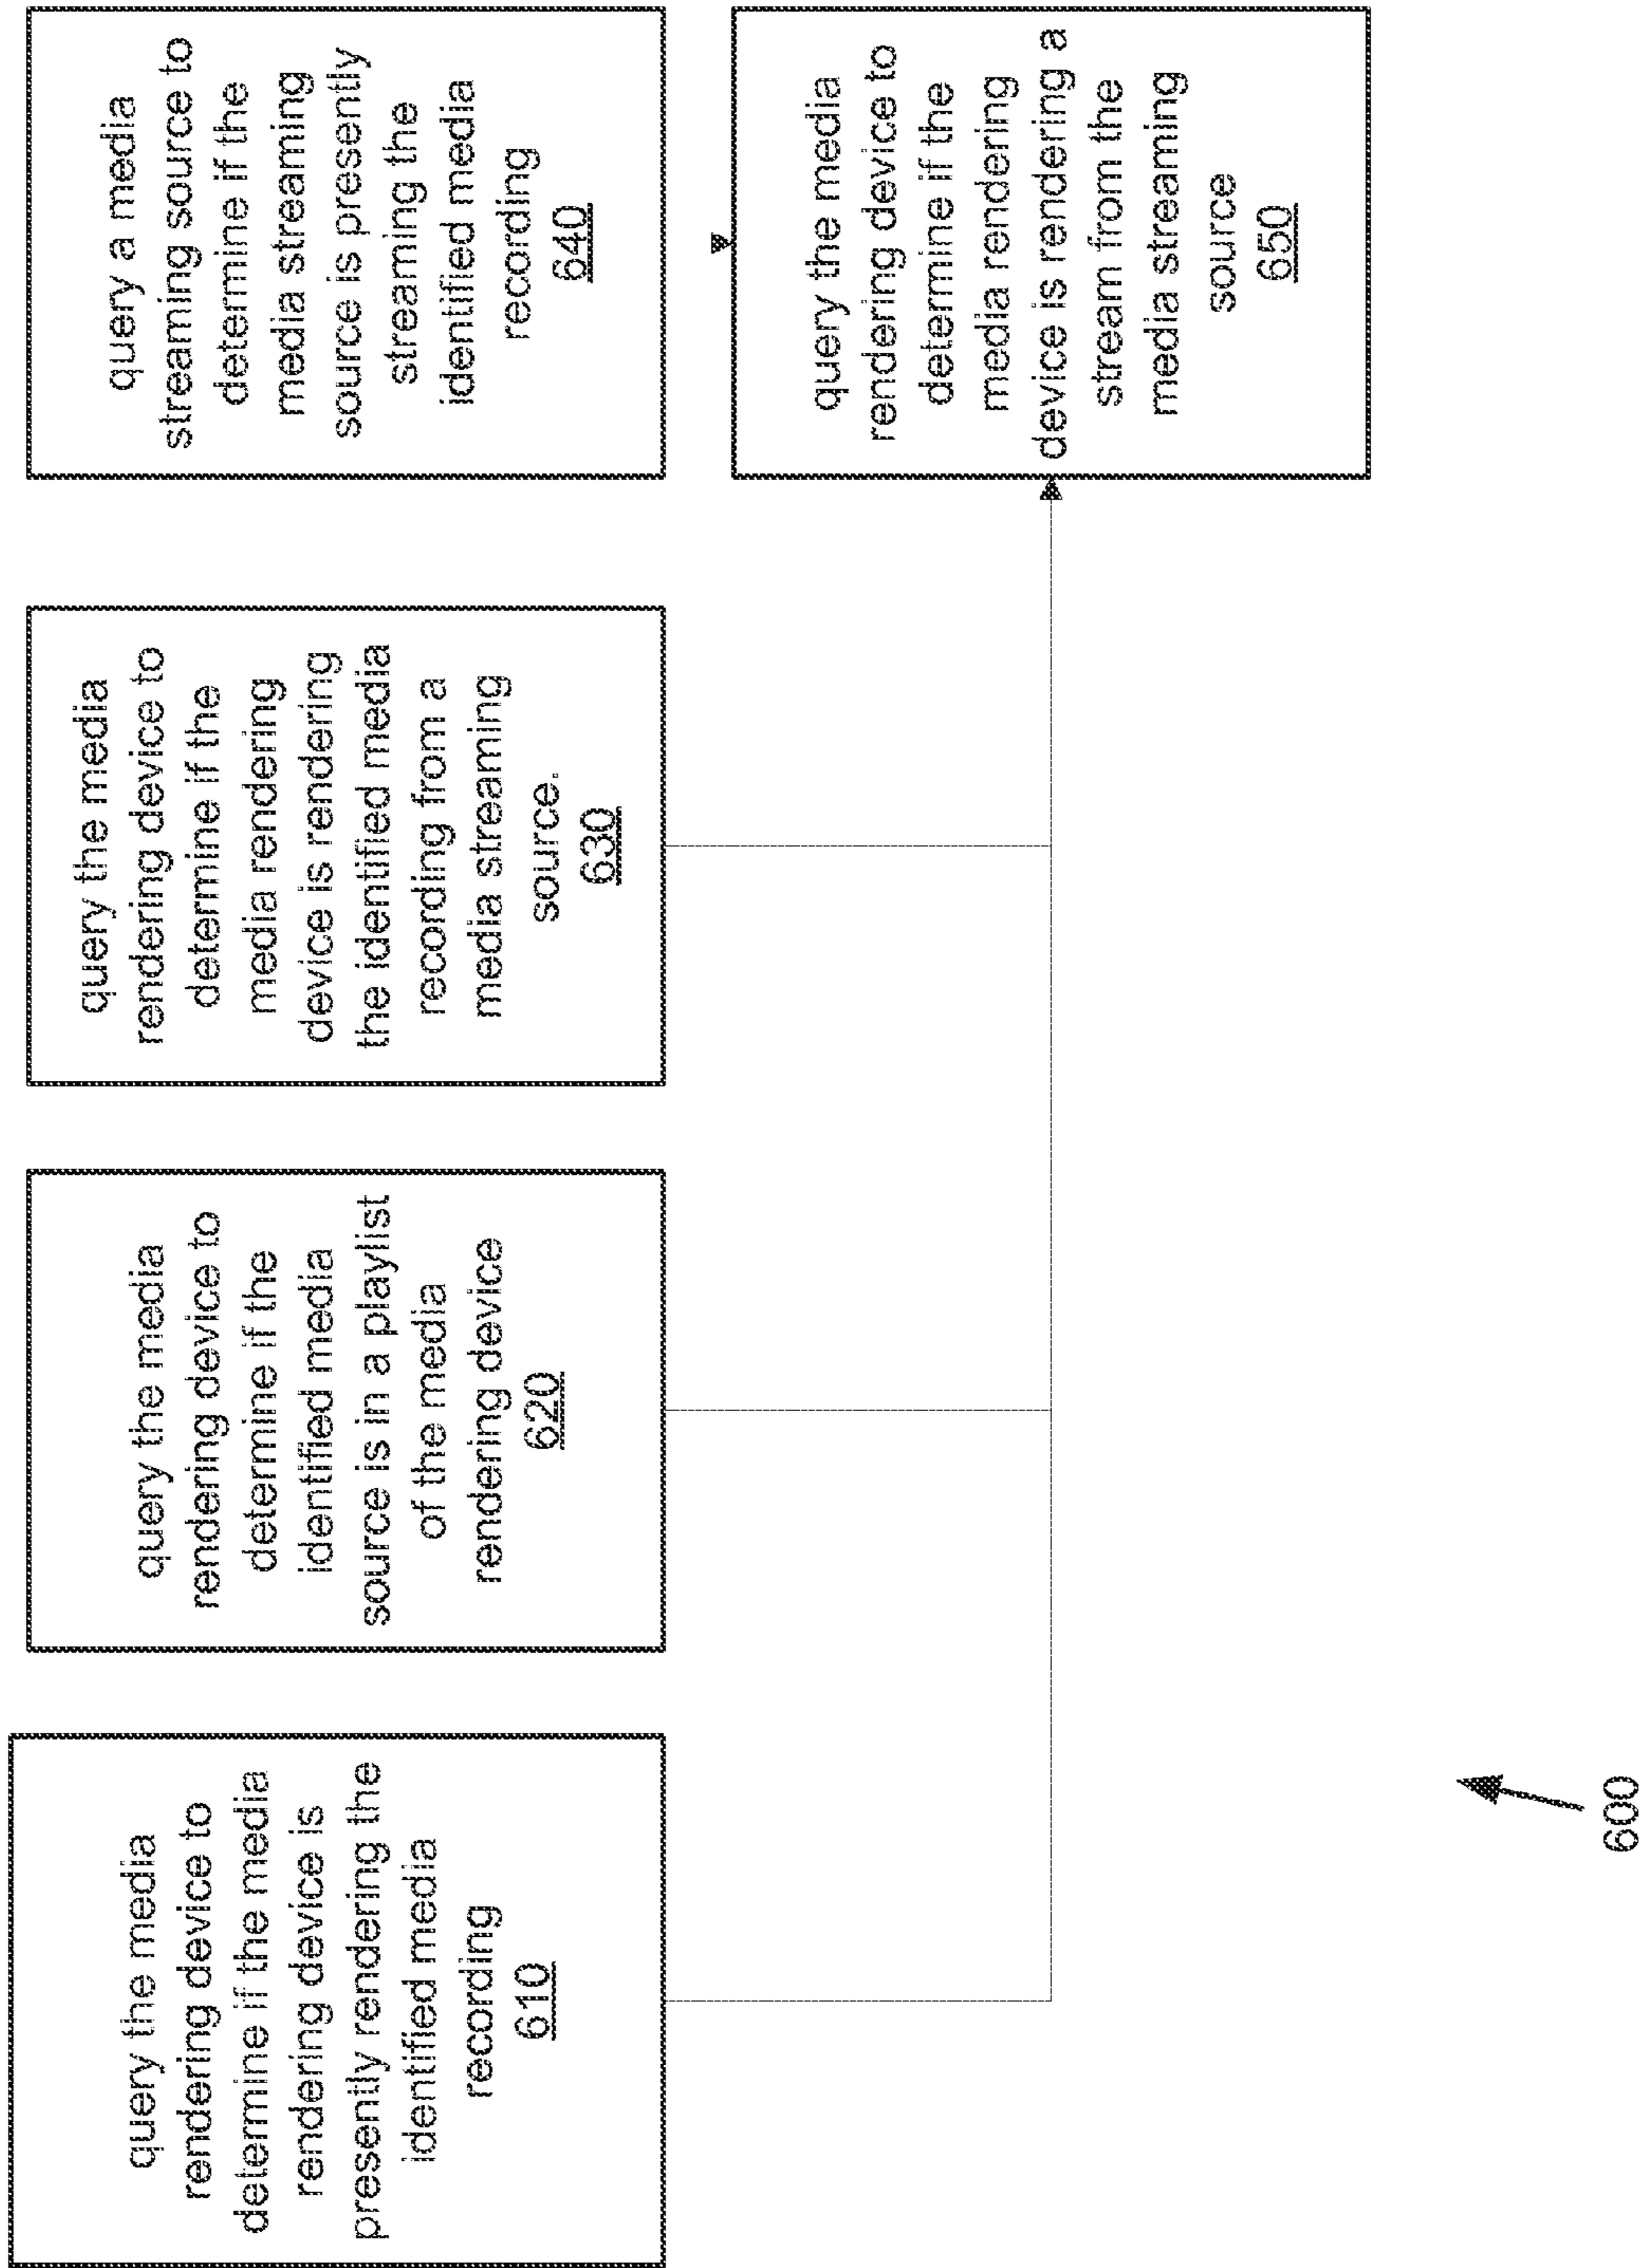 query the media
rendering device to
determine if the media
rendering device is
presently rendering the
identified media
recording
610
query the media
rendering device to
determine if the
identified media
source is in a playlist
of the media
rendering device
620
query the media
rendering device to
determine if the
media rendering
device is rendering
the identified media
recording from a
media streaming
source.
630
query a media
streaming source to
determine if the
media streaming
source is presently
streaming the
identified media
recording
640
query the media
rendering device to
determine if the
media rendering
device is rendering a
stream from the
media streaming
source
650
600